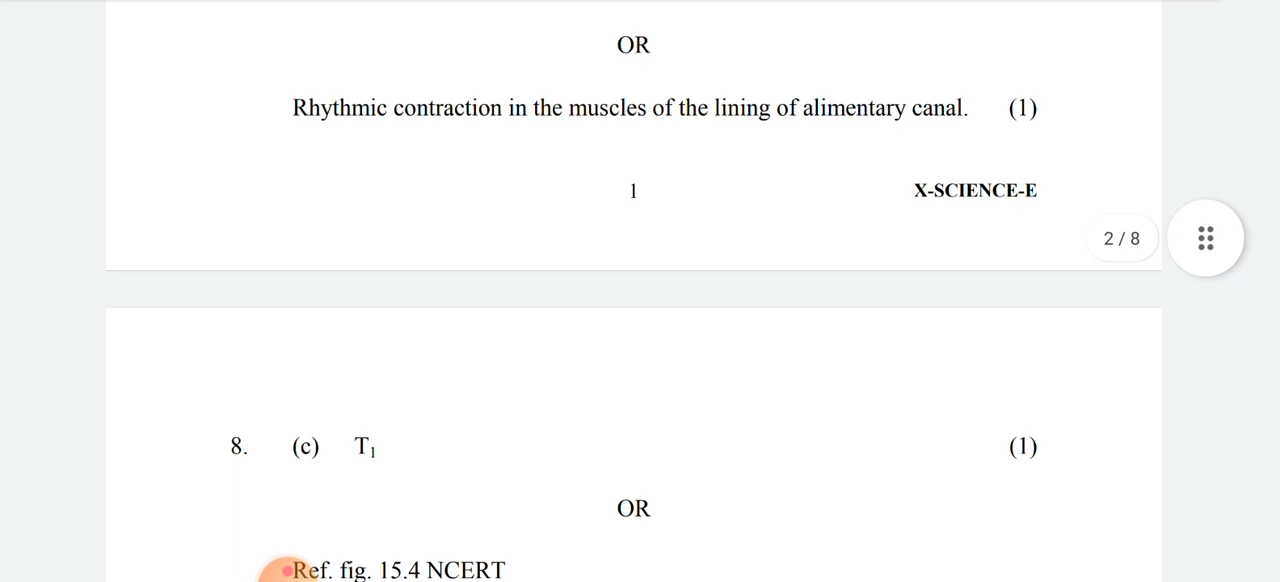 OR
Rhythmic contraction in the muscles of the lining of alimentary canal. (1)
1 X-SCIENCE-E
2 / 8
8. (c) T₁ (1)
OR
Ref. fig. 15.4 NCERT